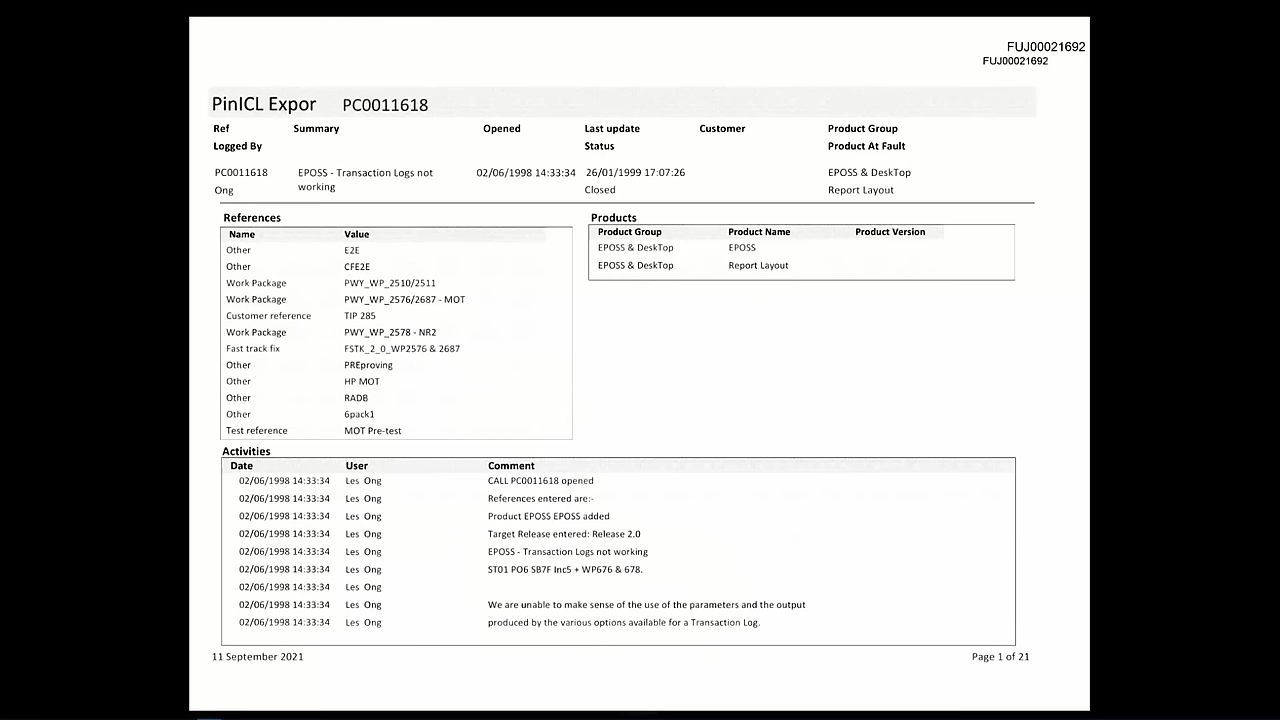 FUJ00021692
FUJ00021692
PinICL Expor PC0011618
Ref Summary Opened Last update Customer Product Group
Logged By Status Product At Fault
PC0011618 EPOSS - Transaction Logs not 02/06/1998 14:33:34 26/01/1999 17:07:26 EPOSS & DeskTop
Ong working Closed Report Layout
References
Name Value
Other E2E
Other CFE2E
Work Package PWY_WP_2510/2511
Work Package PWY_WP_2576/2687 - MOT
Customer reference TIP 285
Work Package PWY_WP_2578 - NR2
Fast track fix FSTK_2_0_WP2576 & 2687
Other PREproving
Other HP MOT
Other RADB
Other 6pack1
Test reference MOT Pre-test
Products
Product Group Product Name Product Version
EPOSS & DeskTop EPOSS
EPOSS & DeskTop Report Layout
Activities
Date User Comment
02/06/1998 14:33:34 Les Ong CALL PC0011618 opened
02/06/1998 14:33:34 Les Ong References entered are:-
02/06/1998 14:33:34 Les Ong Product EPOSS EPOSS added
02/06/1998 14:33:34 Les Ong Target Release entered: Release 2.0
02/06/1998 14:33:34 Les Ong EPOSS - Transaction Logs not working
02/06/1998 14:33:34 Les Ong ST01 PO6 SB7F Inc5 + WP676 & 678.
02/06/1998 14:33:34 Les Ong
02/06/1998 14:33:34 Les Ong We are unable to make sense of the use of the parameters and the output
02/06/1998 14:33:34 Les Ong produced by the various options available for a Transaction Log.
11 September 2021 Page 1 of 21